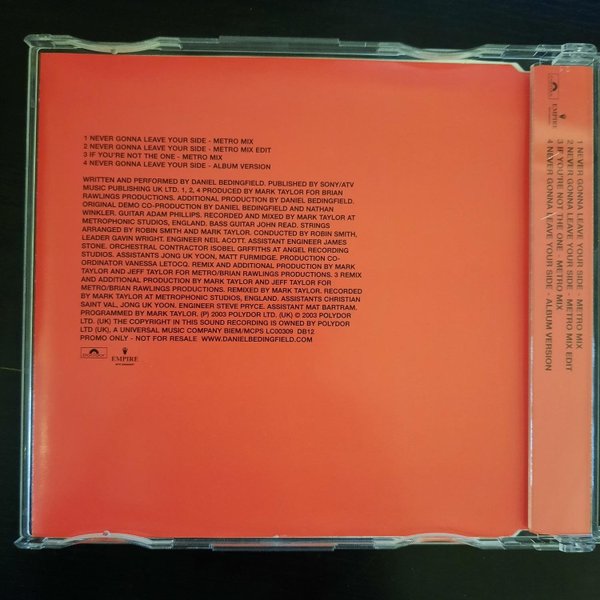 1 NEVER GONNA LEAVE YOUR SIDE - METRO MIX
2 NEVER GONNA LEAVE YOUR SIDE - METRO MIX EDIT
3 IF YOU'RE NOT THE ONE - METRO MIX
4 NEVER GONNA LEAVE YOUR SIDE - ALBUM VERSION
WRITTEN AND PERFORMED BY DANIEL BEDINGFIELD. PUBLISHED BY SONY/ATV
MUSIC PUBLISHING UK LTD. 1, 2, 4 PRODUCED BY MARK TAYLOR FOR BRIAN
RAWLINGS PRODUCTIONS. ADDITIONAL PRODUCTION BY DANIEL BEDINGFIELD.
ORIGINAL DEMO CO-PRODUCTION BY DANIEL BEDINGFIELD AND NATHAN
WINKLER. GUITAR ADAM PHILLIPS. RECORDED AND MIXED BY MARK TAYLOR AT
METROPHONIC STUDIOS, ENGLAND. BASS GUITAR JOHN READ. STRINGS
ARRANGED BY ROBIN SMITH AND MARK TAYLOR. CONDUCTED BY ROBIN SMITH,
LEADER GAVIN WRIGHT. ENGINEER NEIL ACOTT. ASSISTANT ENGINEER JAMES
STONE. ORCHESTRAL CONTRACTOR ISOBEL GRFFITHS AT ANGEL RECORDING
STUDIOS. ASSISTANTS JONG UK YOON, MATT FURMIDGE. PRODUCTION CO-
ORDINATOR VANESSA LETOCQ. REMIX AND ADDITIONAL PRODUCTION BY MARK
TAYLOR AND JEFF TAYLOR FOR METRO/BRIAN RAWLINGS PRODUCTIONS. 3 REMIX
AND ADDITIONAL PRODUCTION BY MARK TAYLOR AND JEFF TAYLOR FOR
METRO/BRIAN RAWLINGS PRODUCTIONS. REMIXED BY MARK TAYLOR. RECORDED
BY MARK TAYLOR AT METROPHONIC STUDIOS, ENGLAND. ASSISTANTS CHRISTIAN
SAINT VAL, JONG UK YOON. ENGINEER STEVE PRYCE. ASSISTANT MAT BARTRAM.
PROGRAMMED BY MARK TAYLOR. (P) 2003 POLYDOR LTD. (UK) © 2003 POLYDOR
LTD. (UK) THE COPYRIGHT IN THIS SOUND RECORDING IS OWNED BY POLYDOR
LTD (UK), A UNIVERSAL MUSIC COMPANY BIEM/MCPS LC00309 DB12
PROMO ONLY - NOT FOR RESALE WWW.DANIELBEDINGFIELD.COM
EMPIRE
EMPIRE
1 NEVER GONNA LEAVE YOUR SIDE - METRO MIX
2 NEVER GONNA LEAVE YOUR SIDE - METRO MIX EDIT
3 IF YOU'RE NOT THE ONE - METRO MIX
4 NEVER GONNA LEAVE YOUR SIDE - ALBUM VERSION